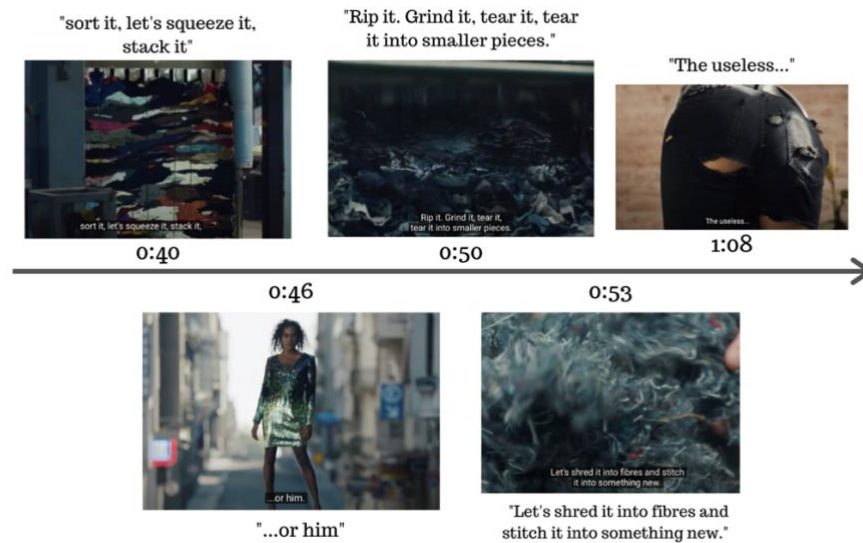 "sort it, let's squeeze it,
stack it"
"Rip it. Grind it, tear it, tear
it into smaller pieces."
"The useless..."
sort it, let's squeeze it, stack it,
Rip it. Grind it, tear it,
tear it into smaller pieces.
The useless...
0:40
0:50
1:08
0:46
0:53
...or him.
Let's shred it into fibres and stitch
it into something new.
"...or him"
"Let's shred it into fibres and
stitch it into something new."